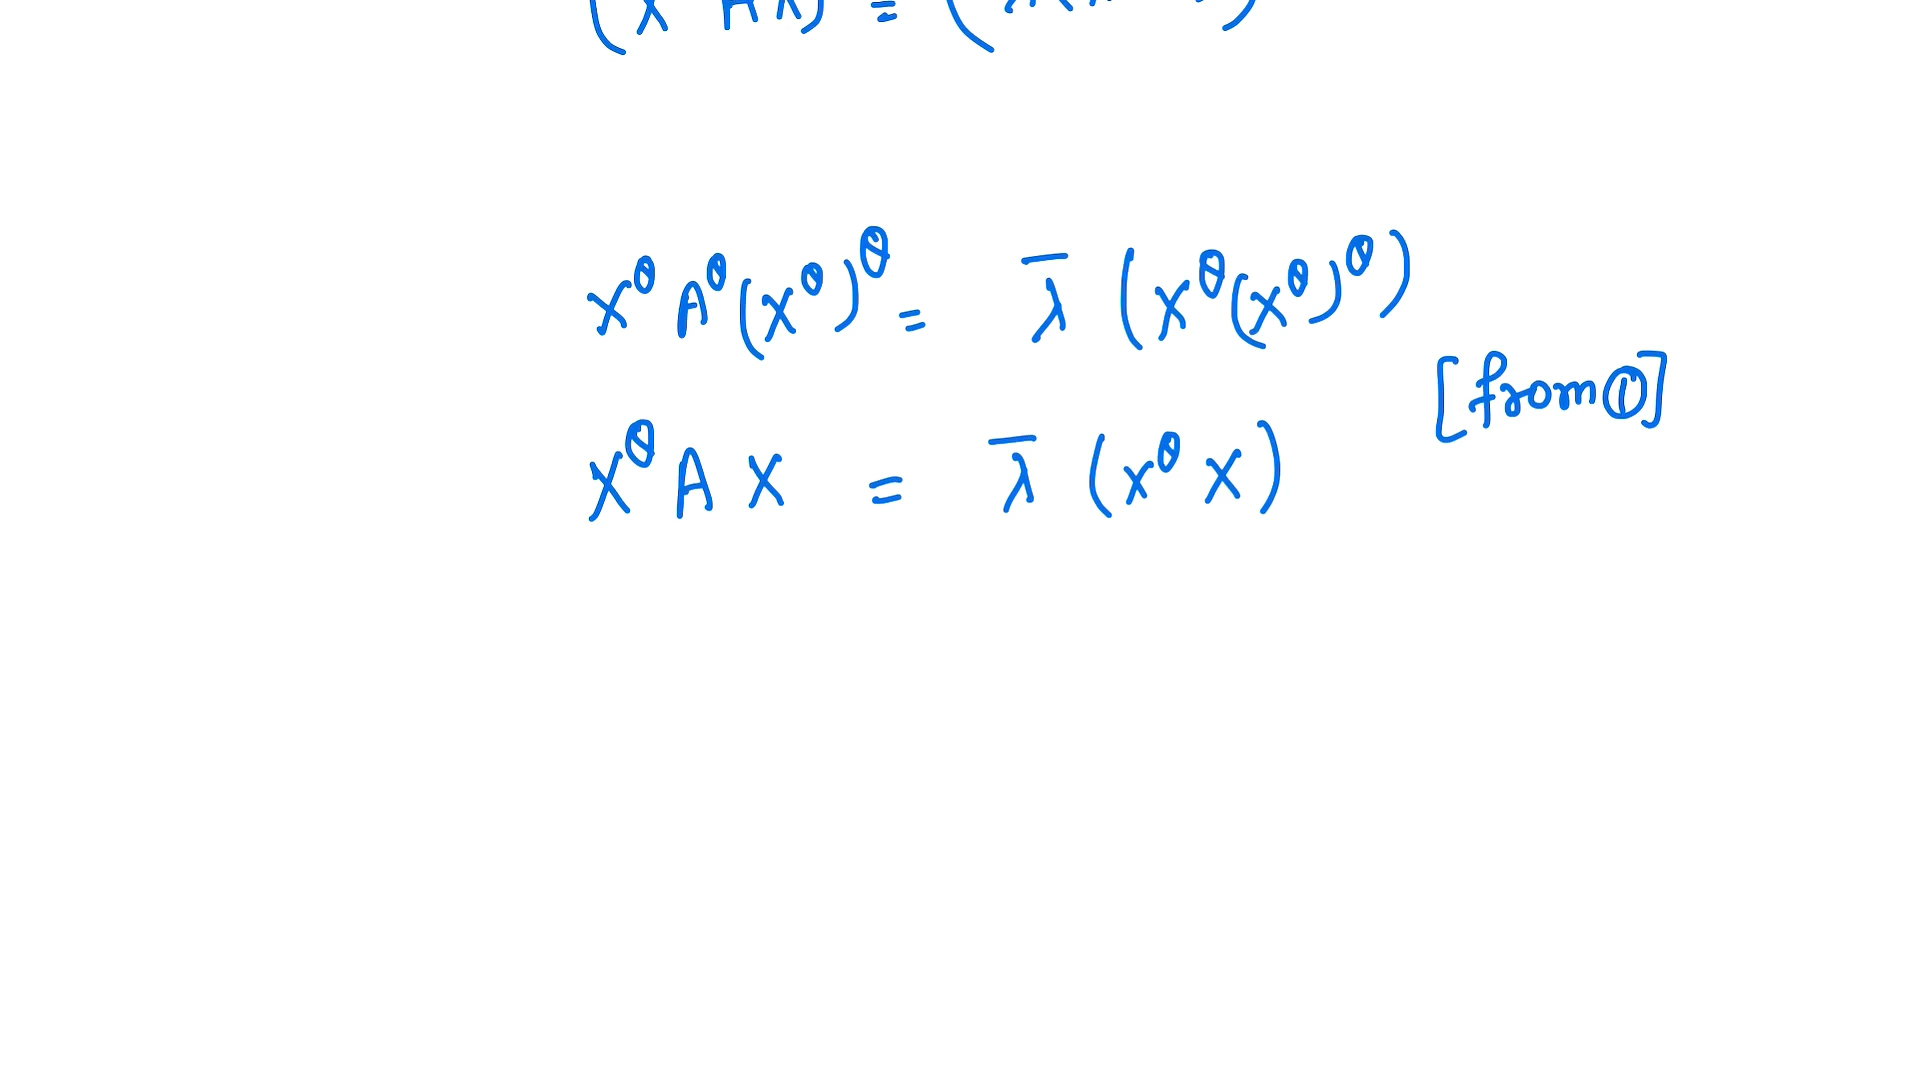 X^θ A^θ (X^θ)^θ = λ̅ (X^θ (X^θ)^θ)
[from ①]
X^θ A X = λ̅ (X^θ X)